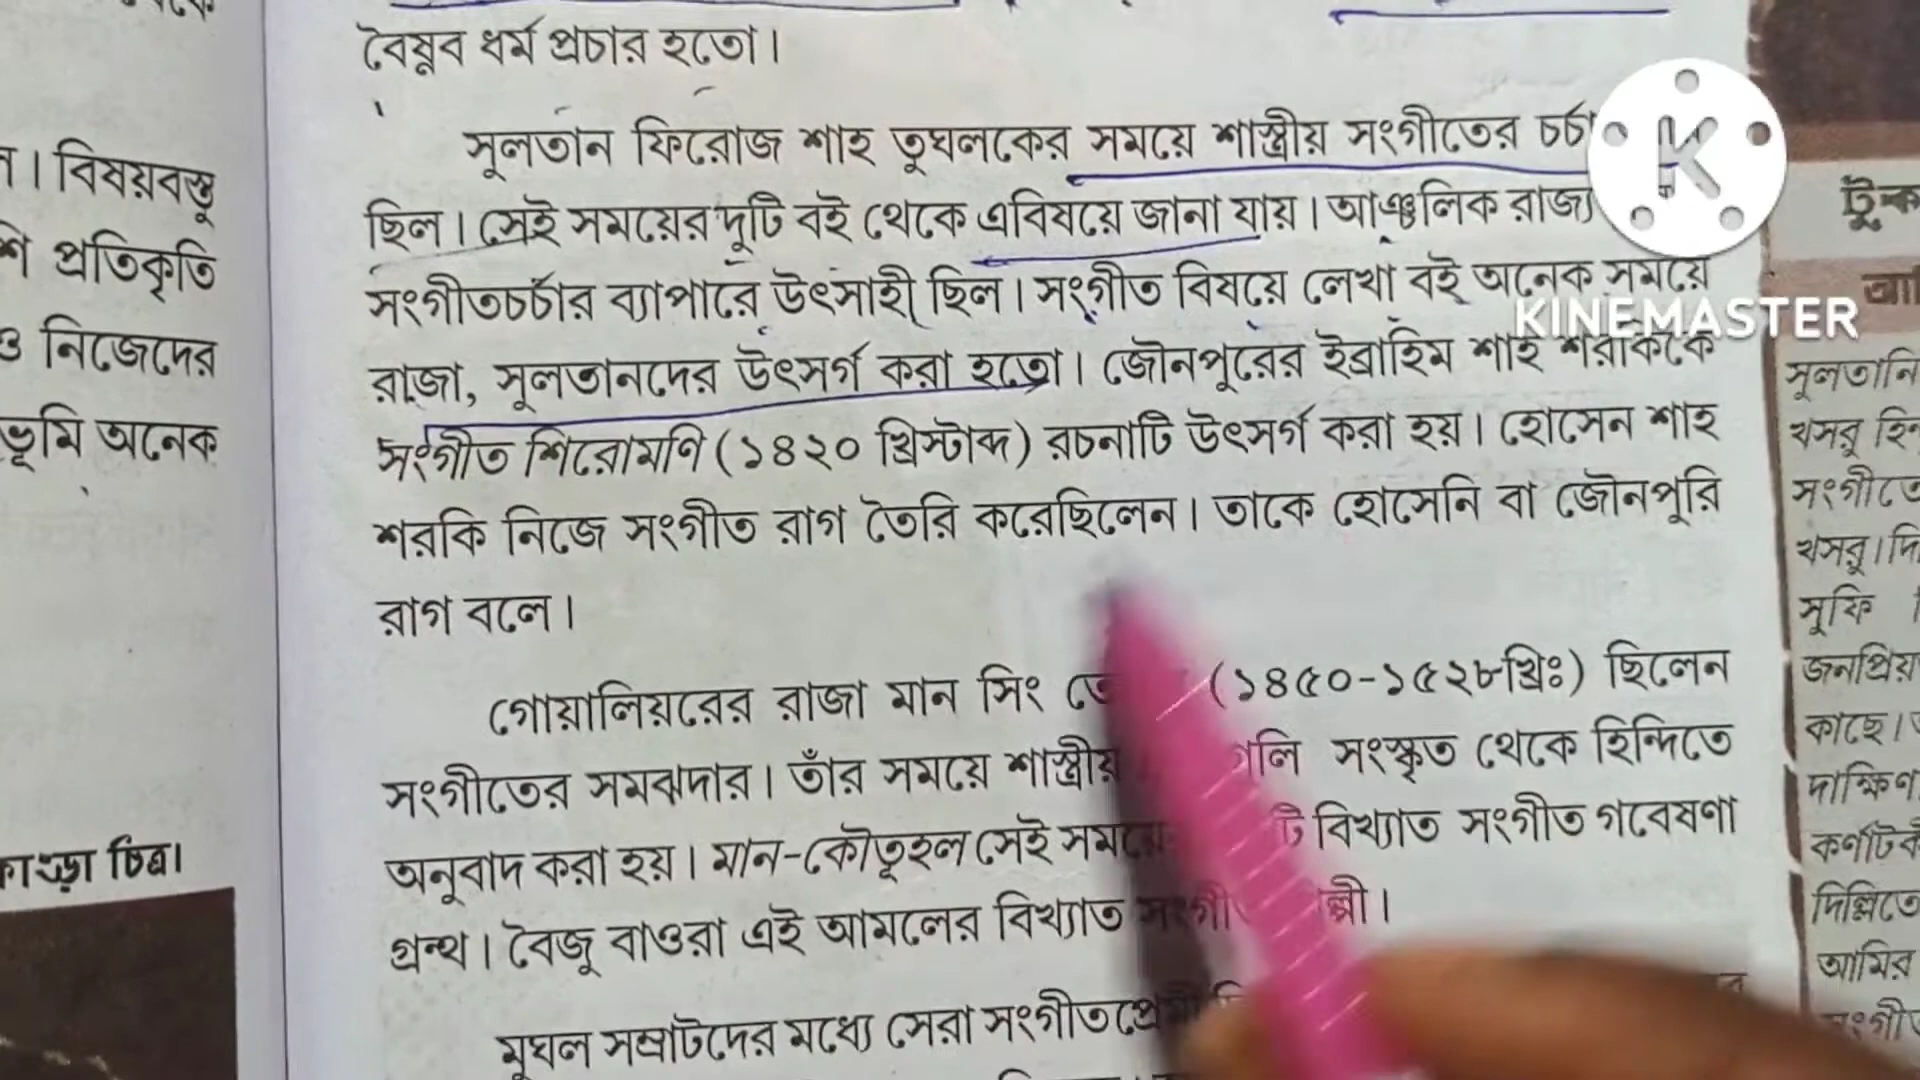 বৈষ্ণব ধর্ম প্রচার হতো।
সুলতান ফিরোজ শাহ তুঘলকের সময়ে শাস্ত্রীয় সংগীতের চর্চা
ছিল। সেই সময়ের দুটি বই থেকে এবিষয়ে জানা যায়। আঞ্চলিক রাজ্য
সংগীতচর্চার ব্যাপারে উৎসাহী ছিল। সংগীত বিষয়ে লেখা বই অনেক সময়ে
রাজা, সুলতানদের উৎসর্গ করা হতো। জৌনপুরের ইব্রাহিম শাহ শরকিকে
সংগীত শিরোমণি (১৪২০ খ্রিস্টাব্দ) রচনাটি উৎসর্গ করা হয়। হোসেন শাহ
শরকি নিজে সংগীত রাগ তৈরি করেছিলেন। তাকে হোসেনি বা জৌনপুরি
রাগ বলে।
গোয়ালিয়রের রাজা মান সিং (১৪৫০-১৫২৮খ্রিঃ) ছিলেন
সংগীতের সমঝদার। তাঁর সময়ে শাস্ত্রীয় সংস্কৃত থেকে হিন্দিতে
অনুবাদ করা হয়। মান-কৌতূহল সেই বিখ্যাত সংগীত গবেষণা
গ্রন্থ। বৈজু বাওরা এই আমলের বিখ্যাত
মুঘল সম্রাটদের মধ্যে সেরা
। বিষয়বস্তু
প্রতিকৃতি
ও নিজেদের
ভূমি অনেক
চিত্র।
সুলতানি
খসরু
সংগীতে
খসরু। দি
সুফি
জনপ্রিয়
কাছে।
দাক্ষিণ
কর্ণাটক
দিল্লিতে
আমির
K
KINEMASTER